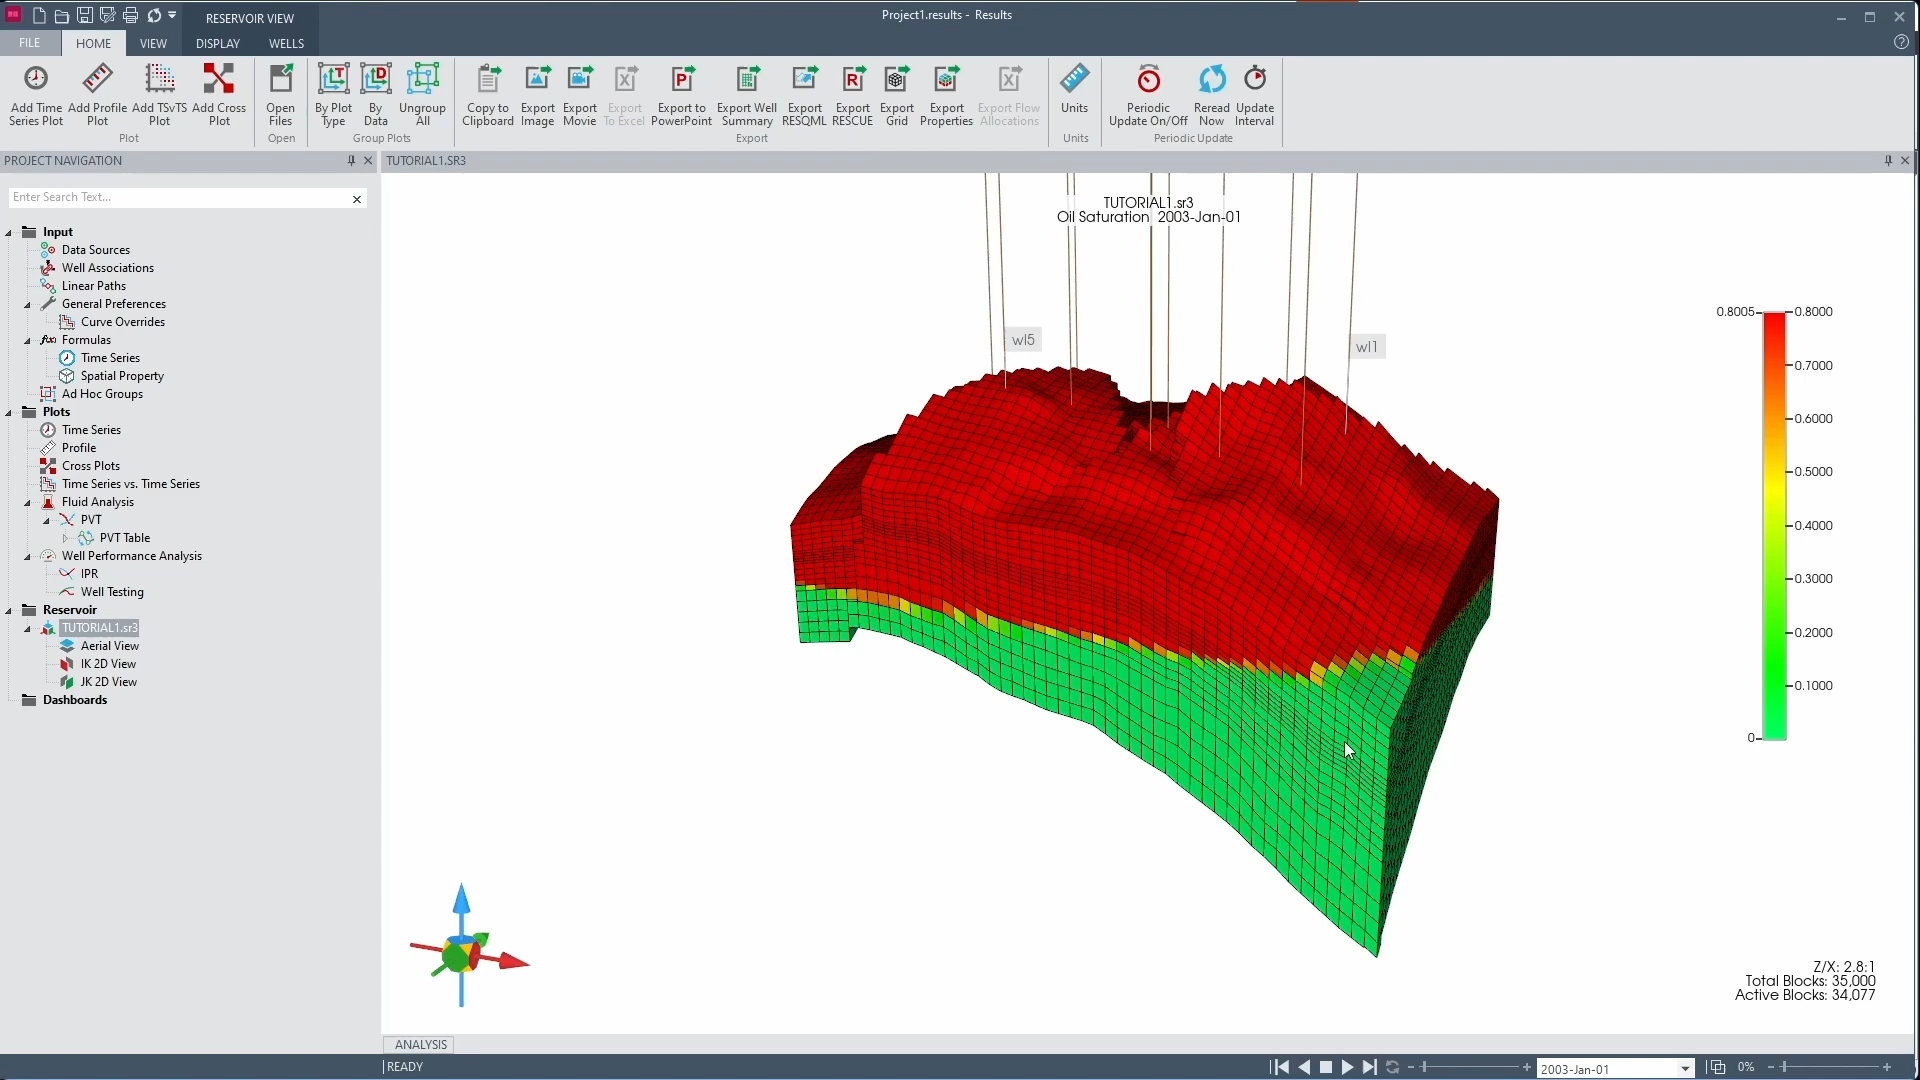 RESERVOIR VIEW
Project1.results - Results
FILE
HOME
VIEW
DISPLAY
WELLS
Add Time Series Plot
Add Profile Plot
Add TSvTS Plot
Add Cross Plot
Plot
Open Files
Open
By Plot Type
By Data
Ungroup All
Group Plots
Copy to Clipboard
Export Image
Export Movie
Export To Excel
Export to PowerPoint
Export Well Summary
Export RESQML
Export RESCUE
Export Grid
Export Properties
Export Flow Allocations
Export
Units
Units
Periodic Update On/Off
Reread Now
Update Interval
Periodic Update
PROJECT NAVIGATION
TUTORIAL1.SR3
Enter Search Text...
Input
Data Sources
Well Associations
Linear Paths
General Preferences
Curve Overrides
Formulas
Time Series
Spatial Property
Ad Hoc Groups
Plots
Time Series
Profile
Cross Plots
Time Series vs. Time Series
Fluid Analysis
PVT
PVT Table
Well Performance Analysis
IPR
Well Testing
Reservoir
TUTORIAL1.sr3
Aerial View
IK 2D View
JK 2D View
Dashboards
TUTORIAL1.sr3
Oil Saturation 2003-Jan-01
wl5
wl1
0.8005
0.8000
0.7000
0.6000
0.5000
0.4000
0.3000
0.2000
0.1000
0
Z/X: 2.8:1
Total Blocks: 35,000
Active Blocks: 34,077
ANALYSIS
READY
2003-Jan-01
0%